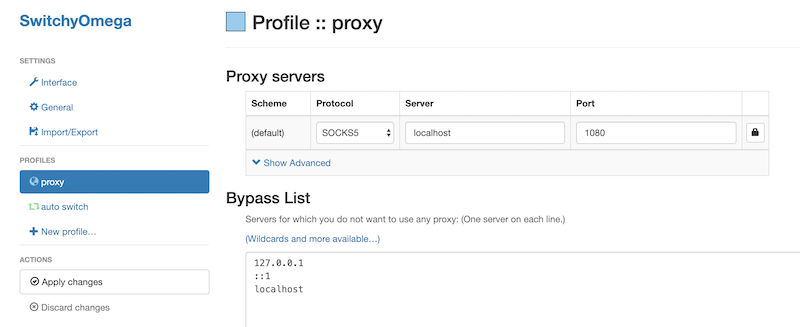 SwitchyOmega
SETTINGS
Interface
General
Import/Export
PROFILES
proxy
auto switch
New profile...
ACTIONS
Apply changes
Discard changes
Profile :: proxy
Proxy servers
Scheme Protocol Server Port
(default) SOCKS5 localhost 1080
Show Advanced
Bypass List
Servers for which you do not want to use any proxy: (One server on each line.)
(Wildcards and more available...)
127.0.0.1
::1
localhost